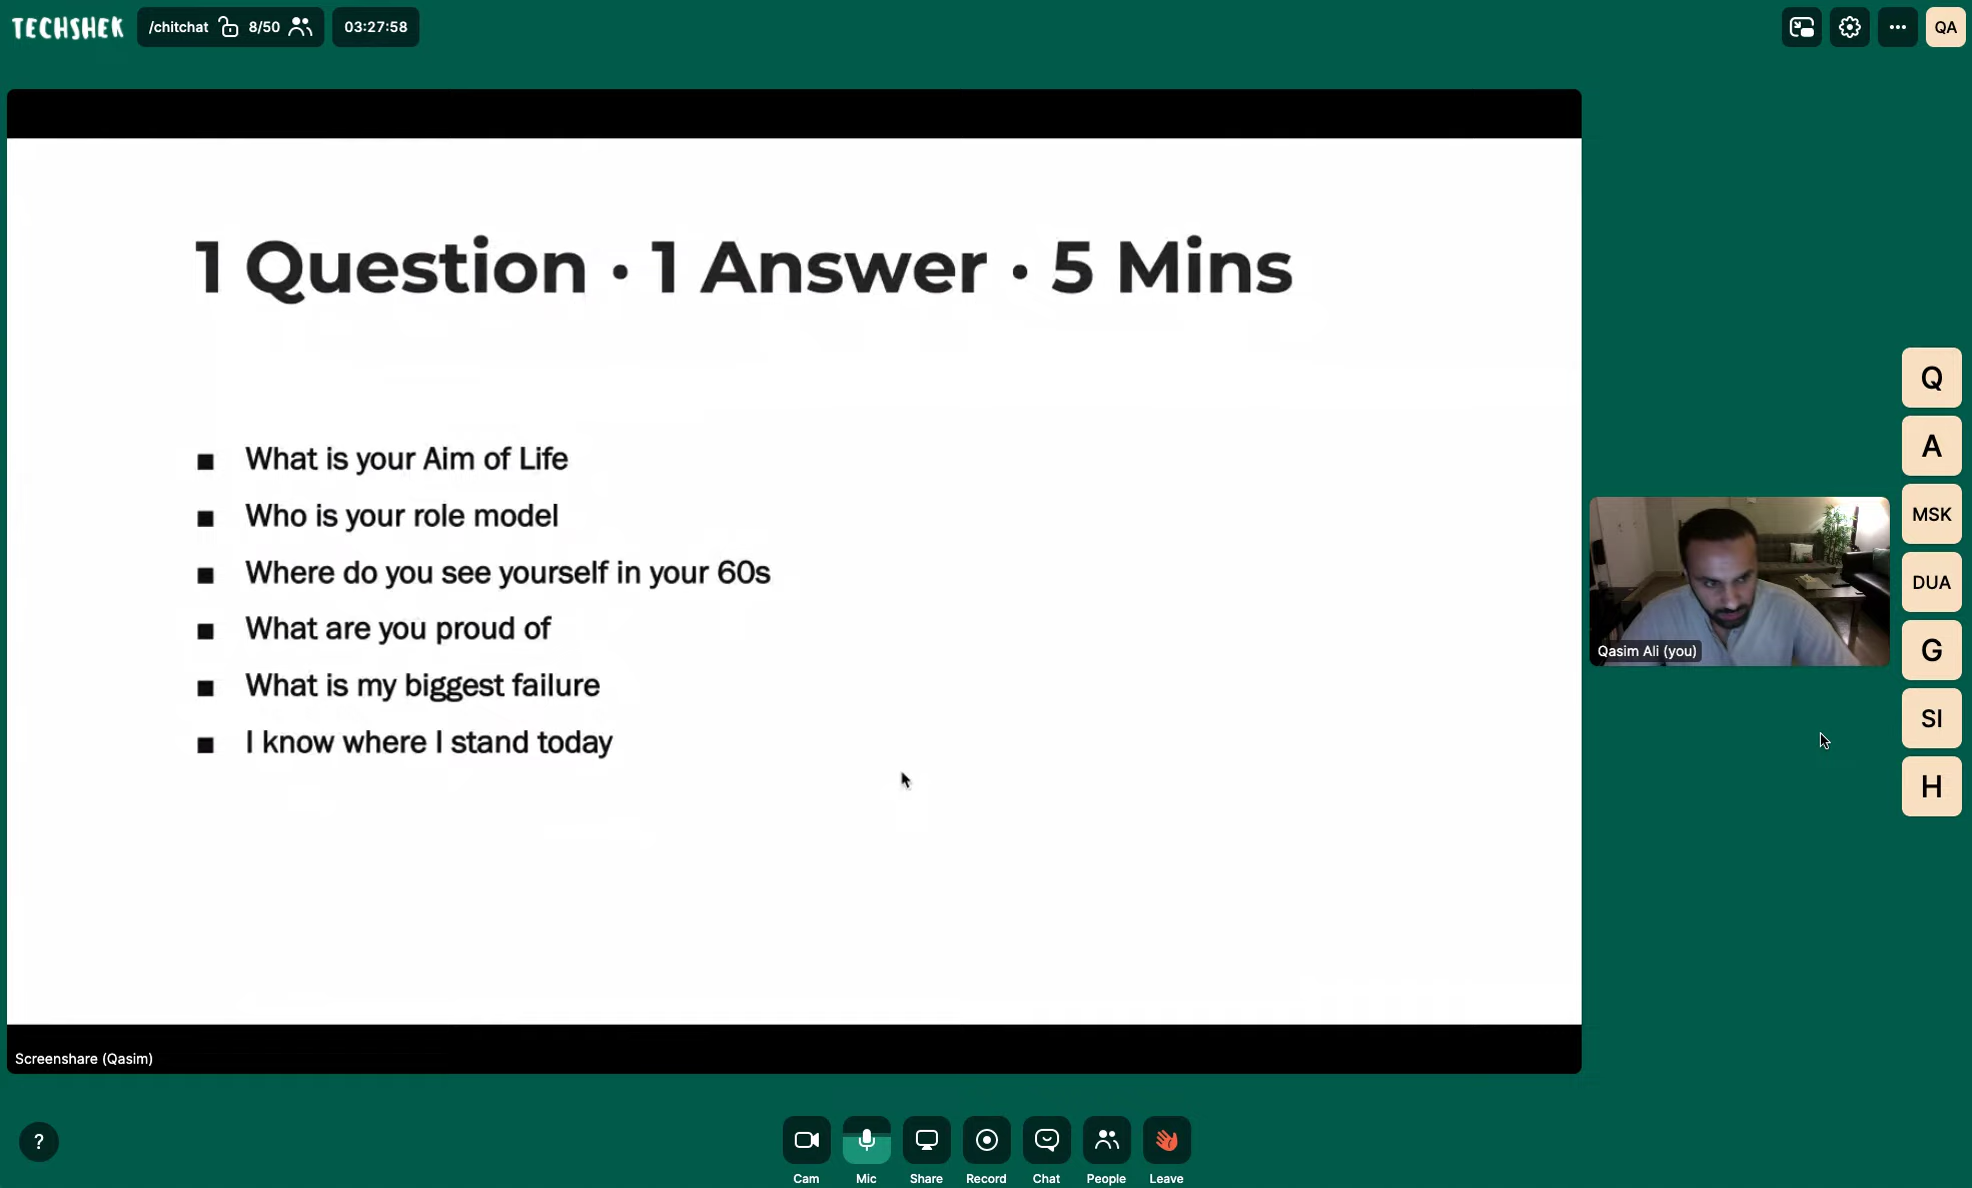 TECHSHEK
/chitchat 8/50
03:27:58
QA
1 Question · 1 Answer · 5 Mins
■ What is your Aim of Life
■ Who is your role model
■ Where do you see yourself in your 60s
■ What are you proud of
■ What is my biggest failure
■ I know where I stand today
Screenshare (Qasim)
Qasim Ali (you)
Q
A
MSK
DUA
G
SI
H
?
Cam
Mic
Share
Record
Chat
People
Leave